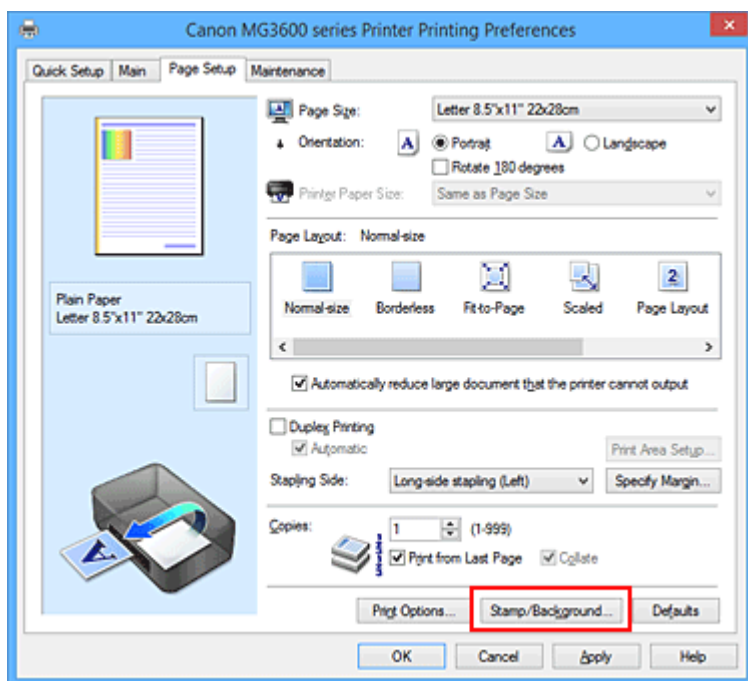 Canon MG3600 series Printer Printing Preferences
Quick Setup Main Page Setup Maintenance
Page Size: Letter 8.5"x11" 22x28cm
Orientation: A Portrait A Landscape
Rotate 180 degrees
Printer Paper Size: Same as Page Size
Page Layout: Normal-size
2
Normal-size Borderless Fit-to-Page Scaled Page Layout
Plain Paper
Letter 8.5"x11" 22x28cm
Automatically reduce large document that the printer cannot output
Duplex Printing
Automatic Print Area Setup...
Stapling Side: Long-side stapling (Left) Specify Margin...
Copies: 1 (1-999)
Print from Last Page Collate
A
Print Options... Stamp/Background... Defaults
OK Cancel Apply Help